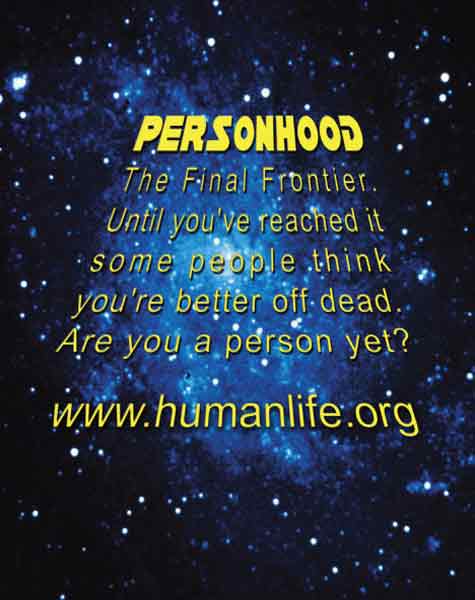 PERSONHOOD
The Final Frontier.
Until you've reached it
some people think
you're better off dead.
Are you a person yet?
www.humanlife.org